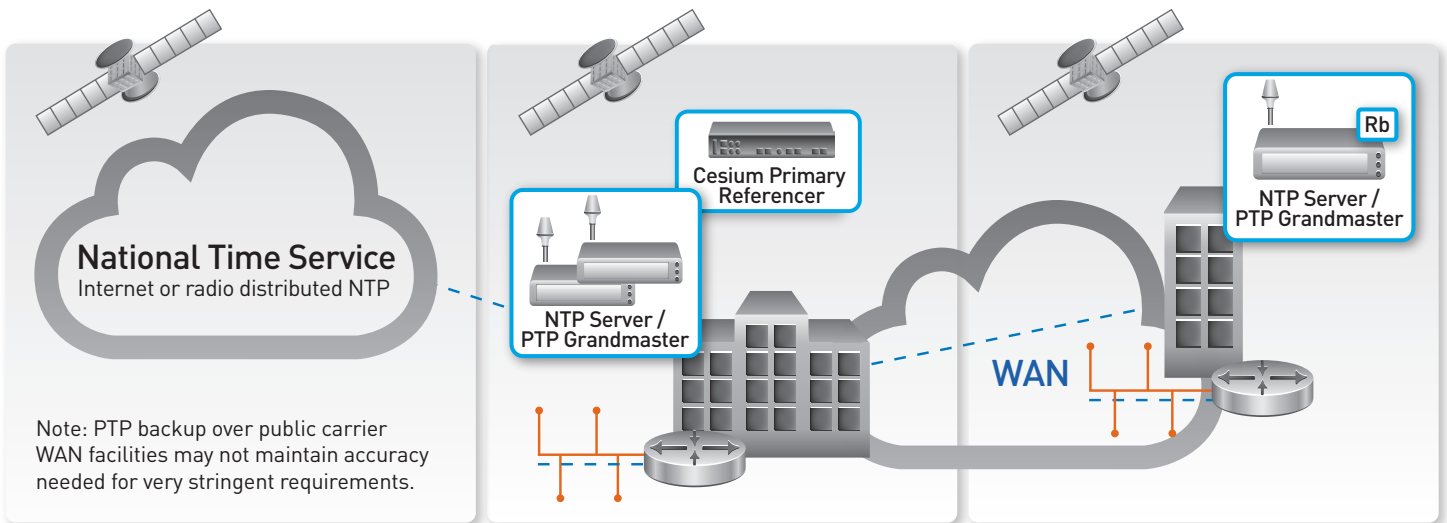 National Time Service
Internet or radio distributed NTP
Note: PTP backup over public carrier
WAN facilities may not maintain accuracy
needed for very stringent requirements.
Cesium Primary
Referencer
NTP Server /
PTP Grandmaster
WAN
Rb
NTP Server /
PTP Grandmaster